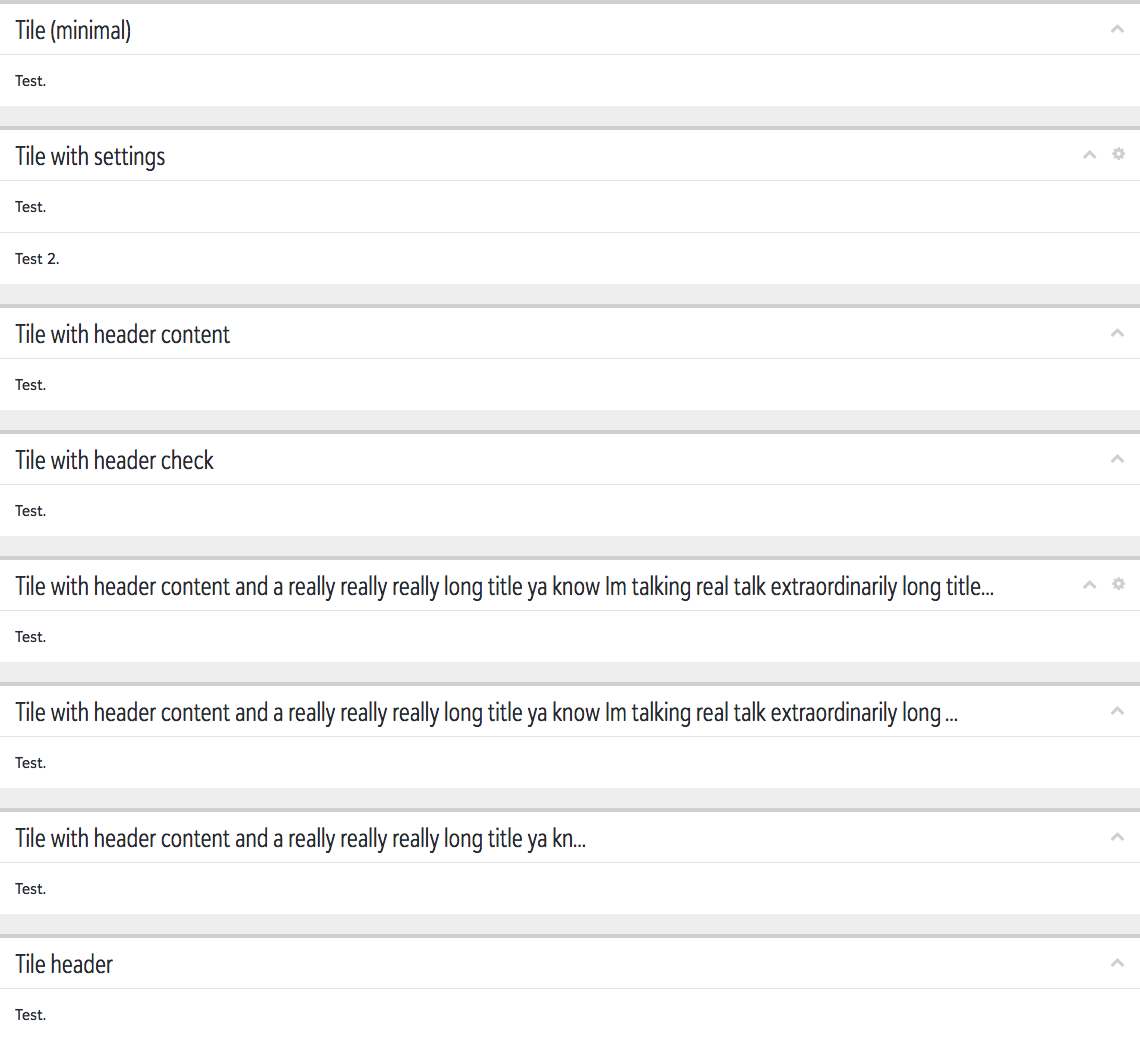 Tile (minimal)
Test.
Tile with settings
Test.
Test 2.
Tile with header content
Test.
Tile with header check
Test.
Tile with header content and a really really really long title ya know Im talking real talk extraordinarily long title...
Test.
Tile with header content and a really really really long title ya know Im talking real talk extraordinarily long ...
Test.
Tile with header content and a really really really long title ya kn...
Test.
Tile header
Test.